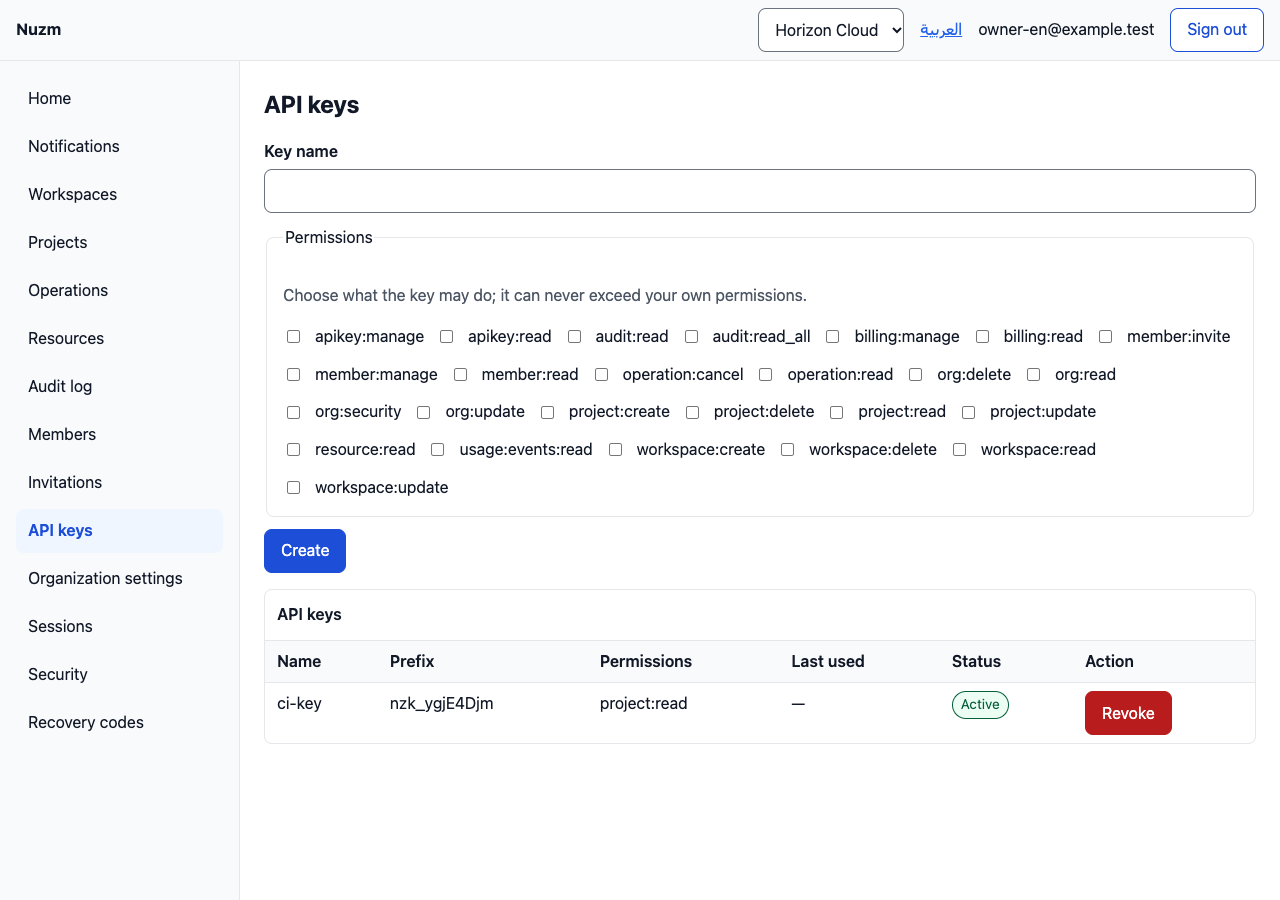 Nuzm
Horizon Cloud
العربية
owner-en@example.test
Sign out
Home
Notifications
Workspaces
Projects
Operations
Resources
Audit log
Members
Invitations
API keys
Organization settings
Sessions
Security
Recovery codes
API keys
Key name
Permissions
Choose what the key may do; it can never exceed your own permissions.
apikey:manage apikey:read audit:read audit:read_all billing:manage billing:read member:invite
member:manage member:read operation:cancel operation:read org:delete org:read
org:security org:update project:create project:delete project:read project:update
resource:read usage:events:read workspace:create workspace:delete workspace:read
workspace:update
Create
API keys
Name Prefix Permissions Last used Status Action
ci-key nzk_ygjE4Djm project:read — Active Revoke